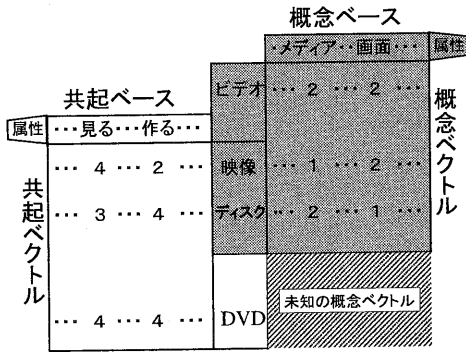 概念ベース
・メディア・・画面・・・ 属性
共起ベース
ビデオ ・・・ 2 ・・・ 2 ・・・
属性 ・・・見る・・・作る・・・
・・・ 4 ・・・ 2 ・・・ 映像 ・・・ 1 ・・・ 2 ・・・
・・・ 3 ・・・ 4 ・・・ ディスク ・・・ 2 ・・・ 1 ・・・
概念ベクトル
共起ベクトル
未知の概念ベクトル
・・・ 4 ・・・ 4 ・・・ DVD